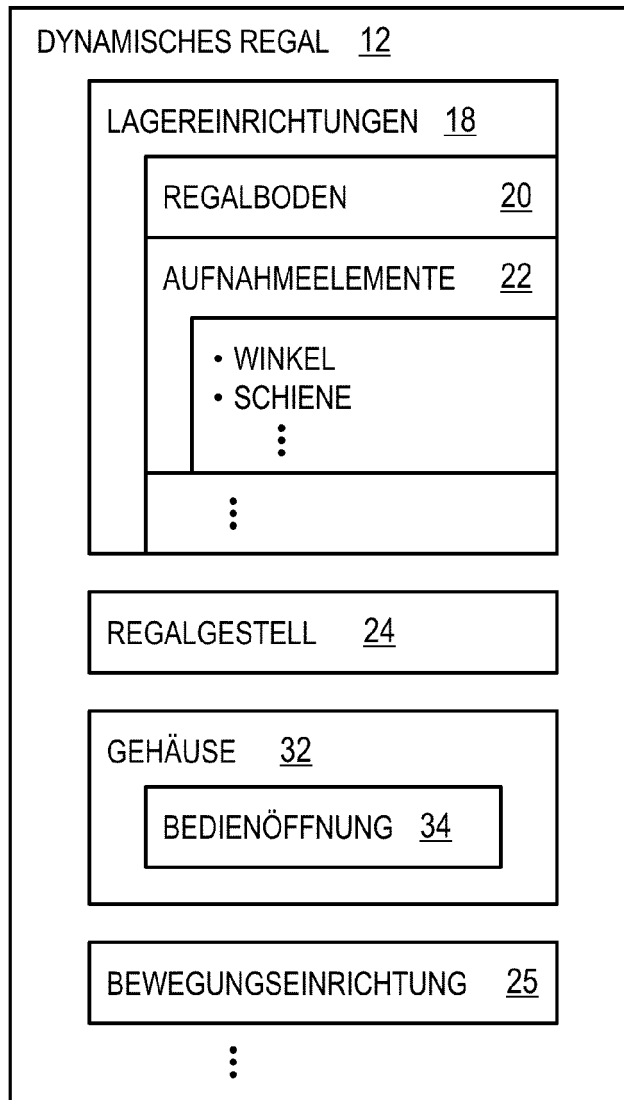 DYNAMISCHES REGAL 12
LAGEREINRICHTUNGEN 18
REGALBODEN 20
AUFNAHMEELEMENTE 22
• WINKEL
• SCHIENE
REGALGESTELL 24
GEHÄUSE 32
BEDIENÖFFNUNG 34
BEWEGUNGSEINRICHTUNG 25